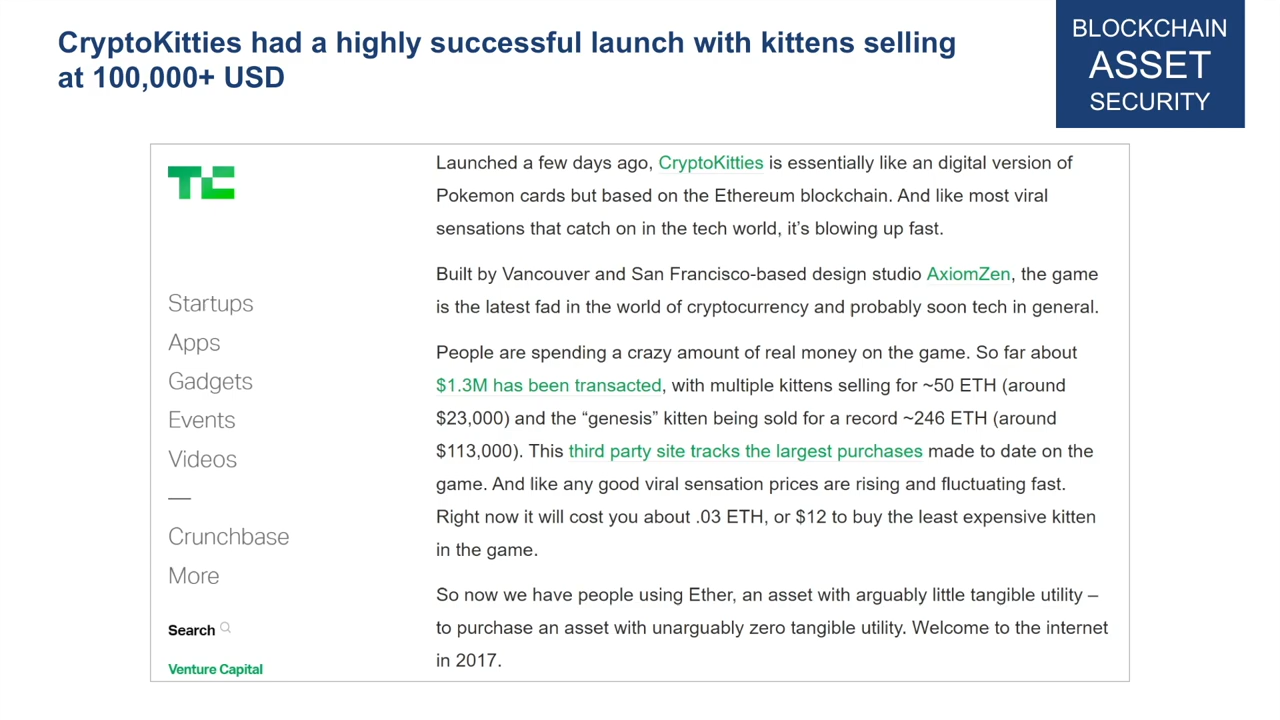 CryptoKitties had a highly successful launch with kittens selling
at 100,000+ USD
BLOCKCHAIN
ASSET
SECURITY
TC
Startups
Apps
Gadgets
Events
Videos
—
Crunchbase
More
Search
Venture Capital
Launched a few days ago, CryptoKitties is essentially like an digital version of
Pokemon cards but based on the Ethereum blockchain. And like most viral
sensations that catch on in the tech world, it’s blowing up fast.
Built by Vancouver and San Francisco-based design studio AxiomZen, the game
is the latest fad in the world of cryptocurrency and probably soon tech in general.
People are spending a crazy amount of real money on the game. So far about
$1.3M has been transacted, with multiple kittens selling for ~50 ETH (around
$23,000) and the “genesis” kitten being sold for a record ~246 ETH (around
$113,000). This third party site tracks the largest purchases made to date on the
game. And like any good viral sensation prices are rising and fluctuating fast.
Right now it will cost you about .03 ETH, or $12 to buy the least expensive kitten
in the game.
So now we have people using Ether, an asset with arguably little tangible utility –
to purchase an asset with unarguably zero tangible utility. Welcome to the internet
in 2017.